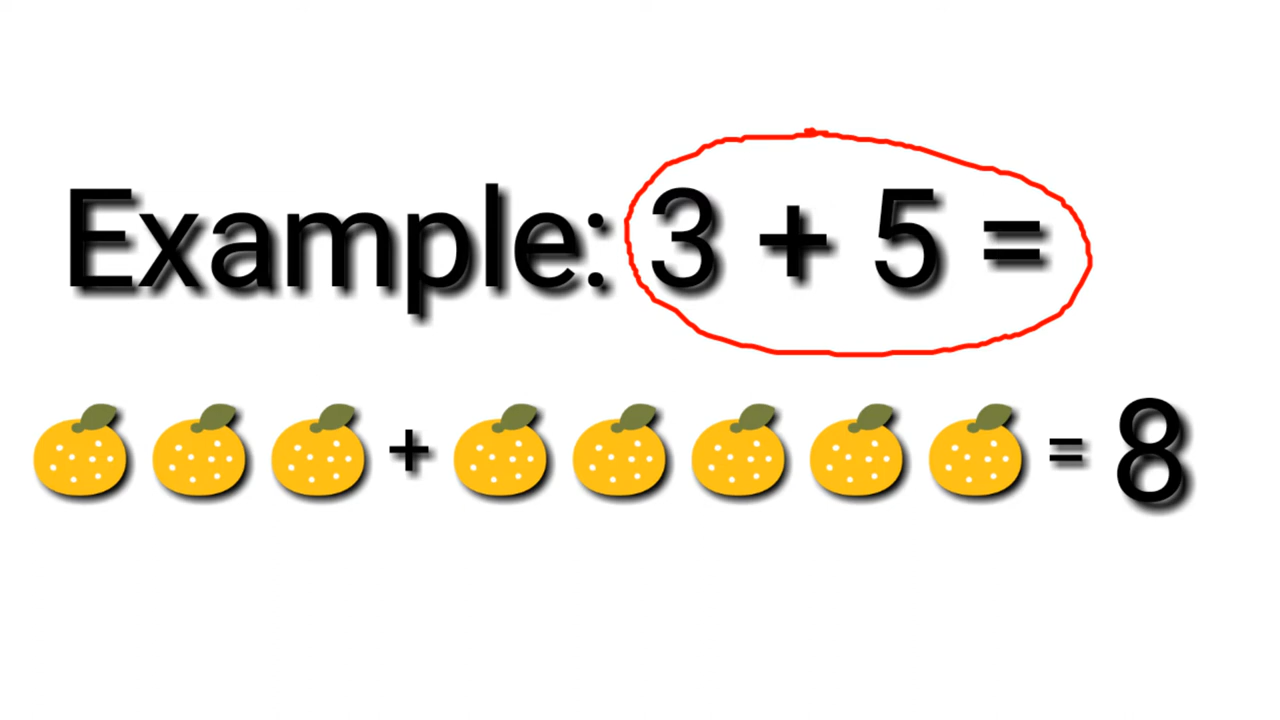 Example: 3 + 5 =
+ = 8